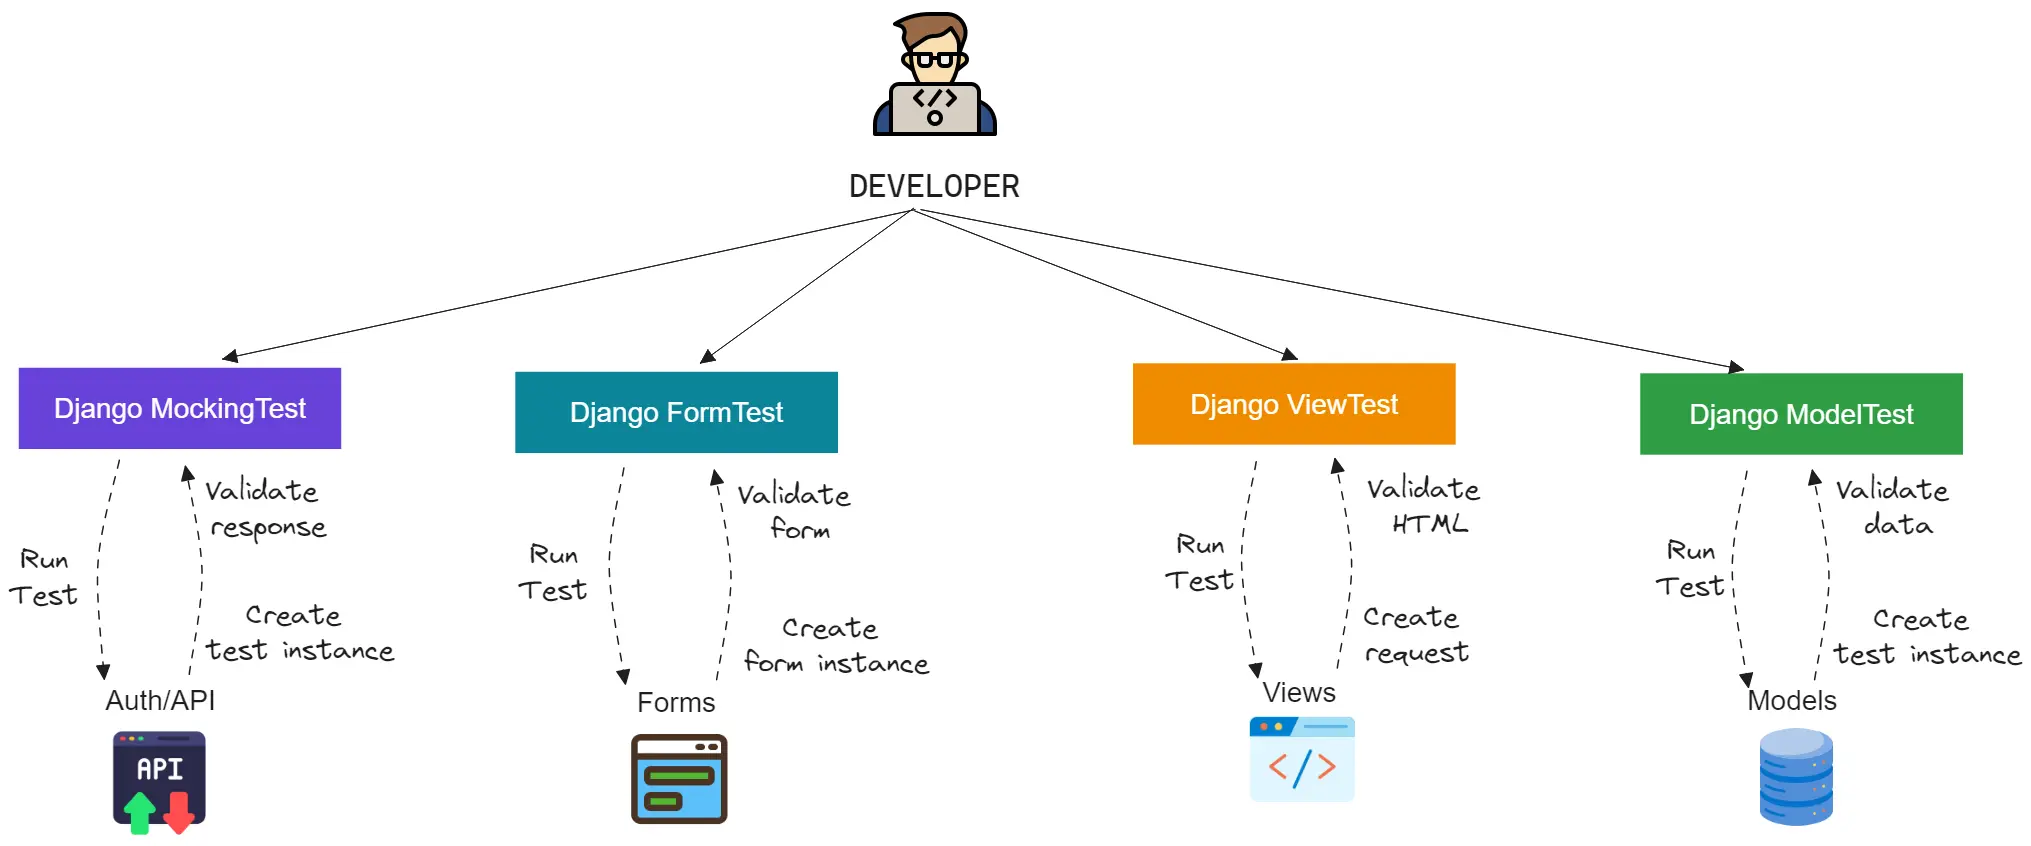 </>
DEVELOPER
Django MockingTest
Django FormTest
Django ViewTest
Django ModelTest
Validate
response
Run
Test
Create
test instance
Auth/API
API
Validate
form
Run
Test
Create
form instance
Forms
Validate
HTML
Run
Test
Create
request
Views
</>
Validate
data
Run
Test
Create
test instance
Models